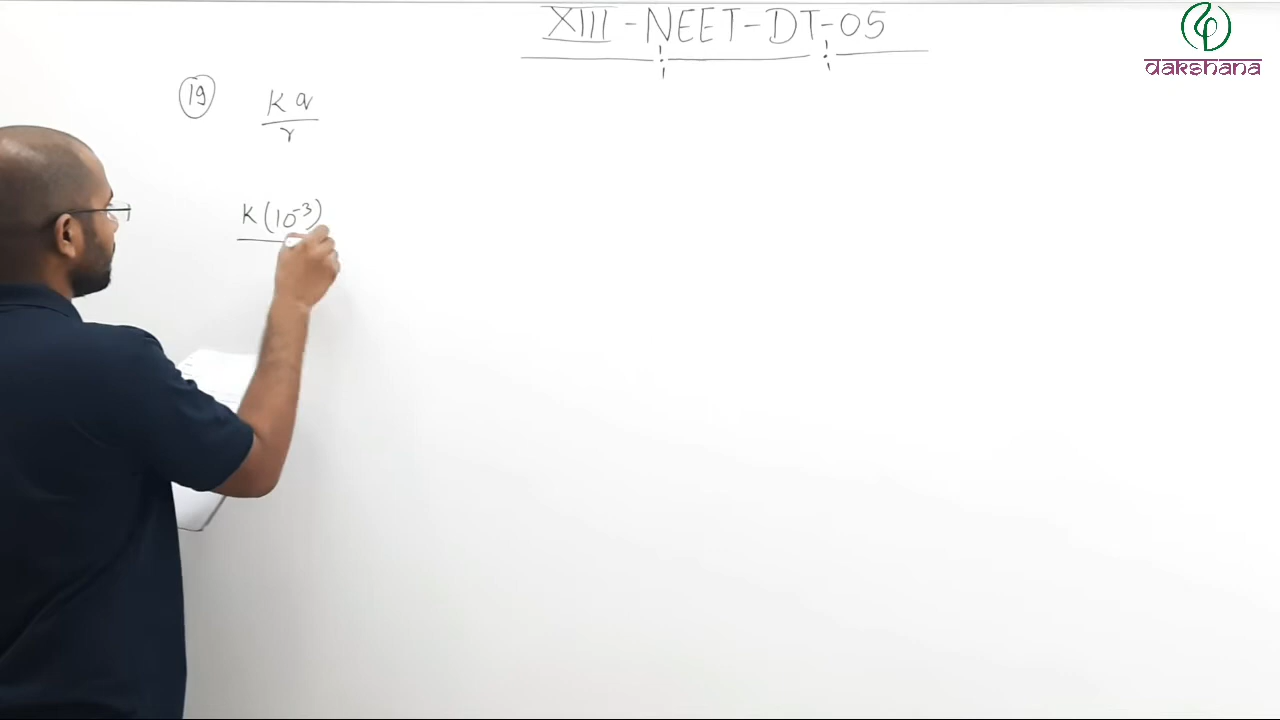 XIII - NEET - DT - 05
dakshana
19
K q
r
K (10⁻³)